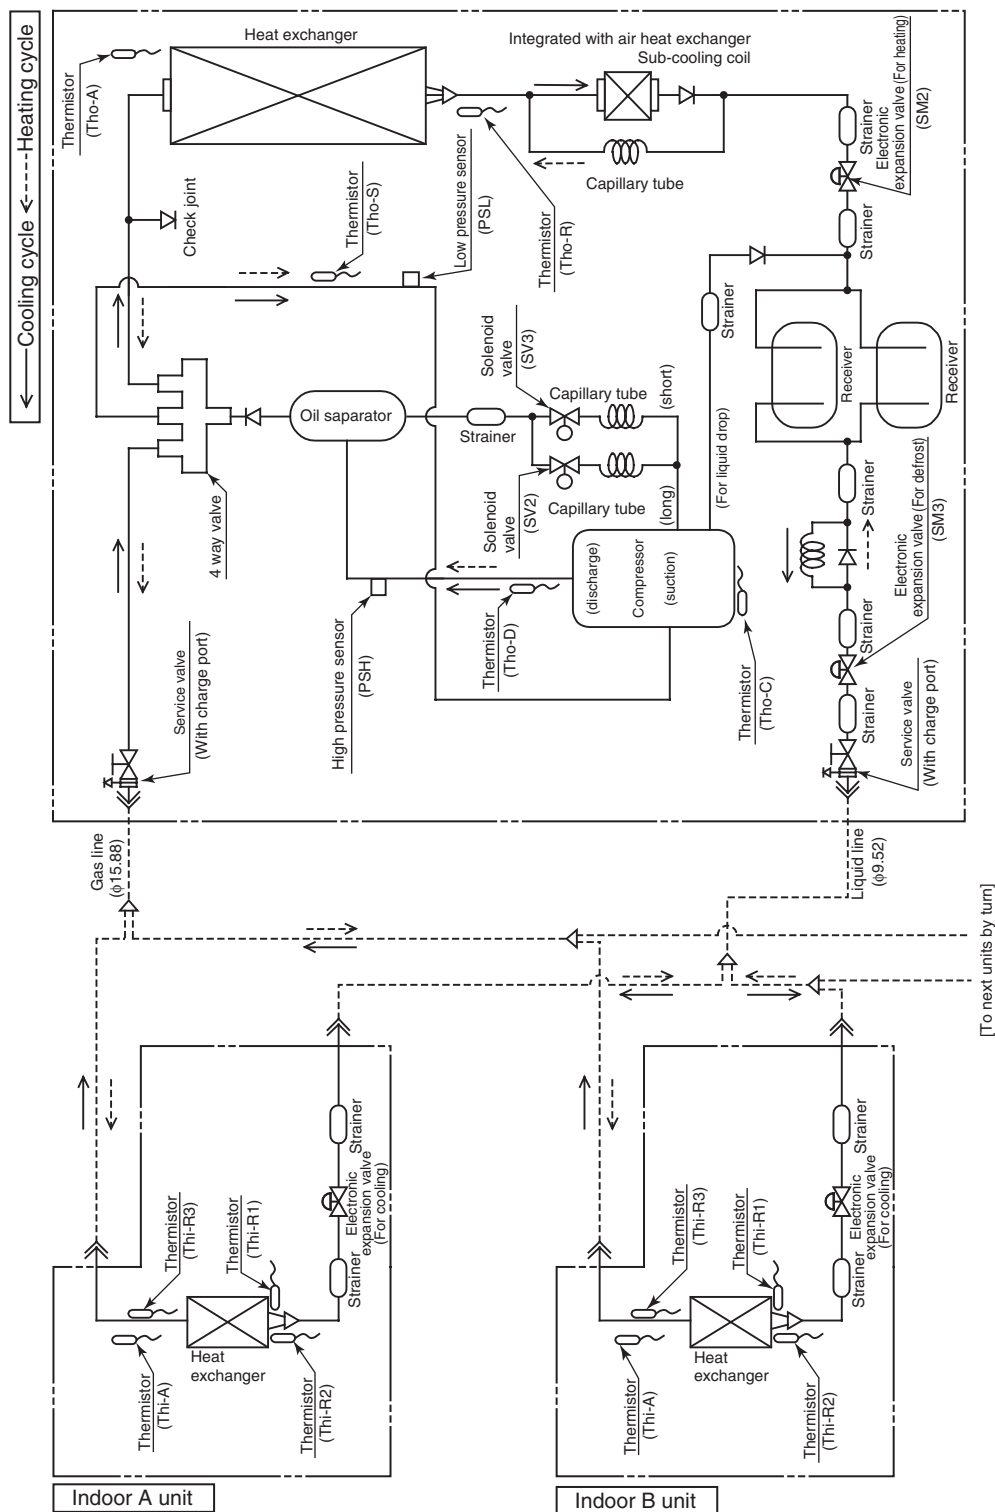 Cooling cycle
Heating cycle
Heat exchanger
Integrated with air heat exchanger
Sub-cooling coil
Thermistor
(Tho-A)
Check joint
Thermistor
(Tho-S)
Low pressure sensor
(PSL)
Thermistor
(Tho-R)
Capillary tube
Strainer
Electronic
expansion valve (For heating)
(SM2)
Strainer
Strainer
Solenoid
valve
(SV3)
Capillary tube
(short)
Oil saparator
Strainer
(For liquid drop)
Receiver
Receiver
4 way valve
Solenoid
valve
(SV2)
Capillary tube
(long)
Strainer
Electronic
expansion valve (For defrost)
(SM3)
(discharge)
Compressor
(suction)
Service valve
(With charge port)
High pressure sensor
(PSH)
Thermistor
(Tho-D)
Thermistor
(Tho-C)
Strainer
Strainer
Service valve
(With charge port)
Gas line
(φ15.88)
Liquid line
(φ9.52)
[To next units by turn]
Thermistor
(Thi-R3)
Thermistor
(Thi-R1)
Strainer
Electronic
expansion valve
(For cooling)
Strainer
Heat
exchanger
Thermistor
(Thi-A)
Thermistor
(Thi-R2)
Indoor A unit
Thermistor
(Thi-R3)
Thermistor
(Thi-R1)
Strainer
Electronic
expansion valve
(For cooling)
Strainer
Heat
exchanger
Thermistor
(Thi-A)
Thermistor
(Thi-R2)
Indoor B unit